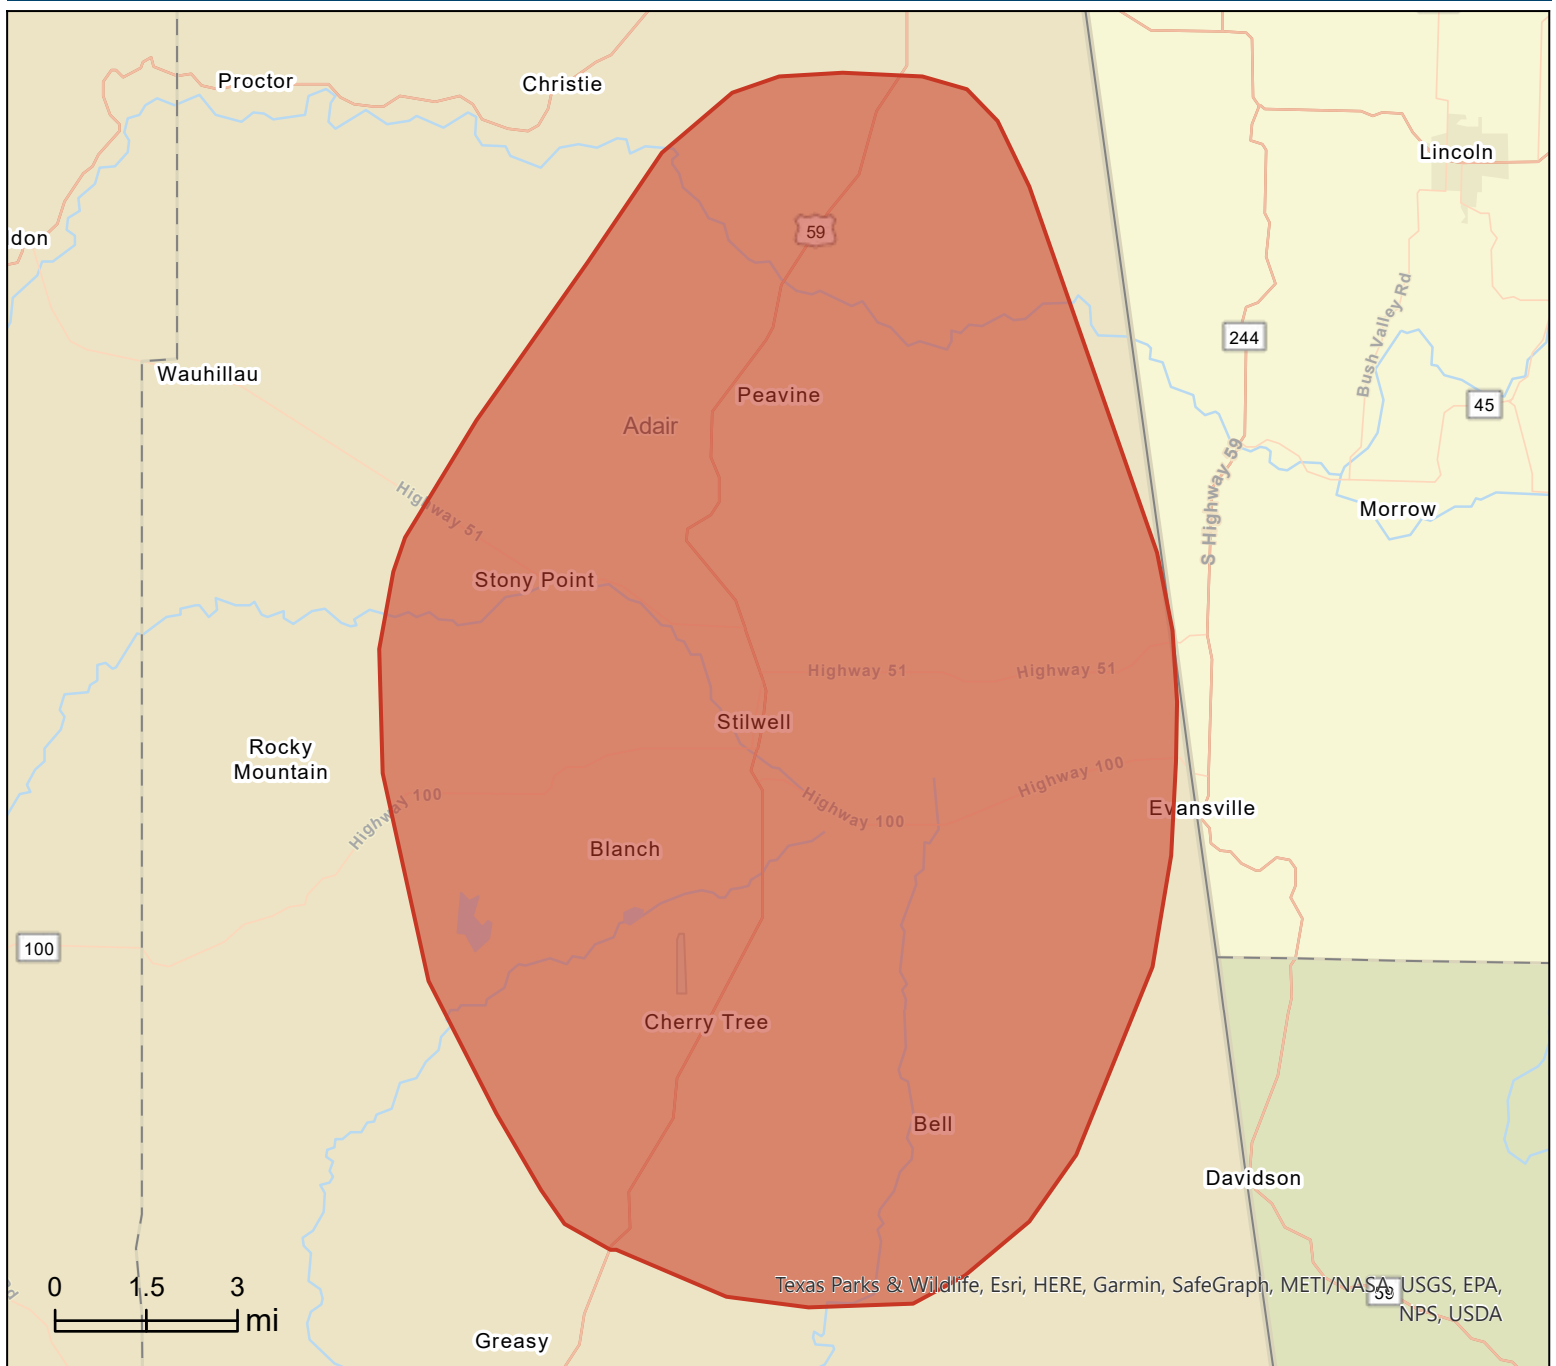 Proctor
Christie
Lincoln
59
don
244
Bush Valley Rd
Wauhillau
Peavine
45
Adair
S Highway 59
Highway 51
Morrow
Stony Point
Highway 51
Highway 51
Stilwell
Rocky
Mountain
Highway 100
Highway 100
Highway 100
Evansville
Blanch
100
Cherry Tree
Bell
Davidson
0 1.5 3
mi
Texas Parks & Wildlife, Esri, HERE, Garmin, SafeGraph, METI/NASA, USGS, EPA,
NPS, USDA
59
Greasy